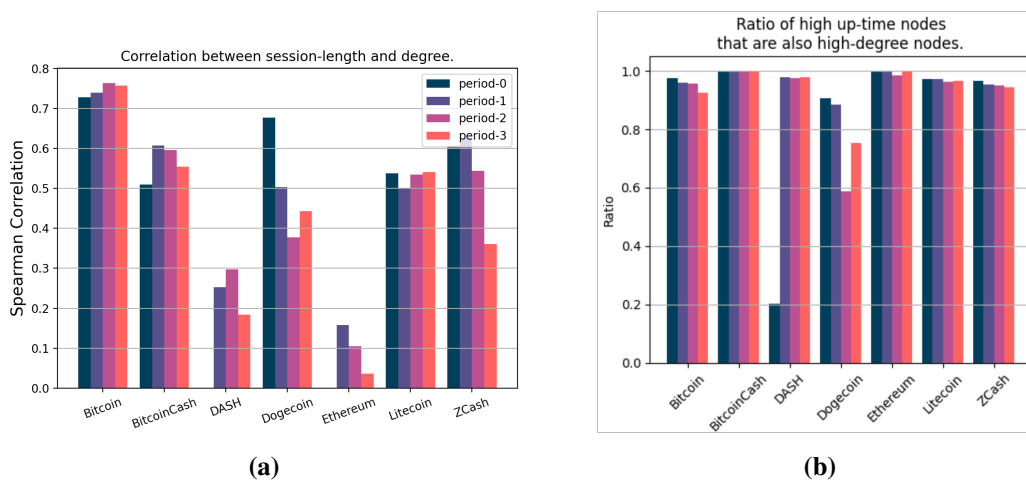 Correlation between session-length and degree.
Spearman Correlation
0.8
0.7
0.6
0.5
0.4
0.3
0.2
0.1
0.0
period-0
period-1
period-2
period-3
Bitcoin
BitcoinCash
DASH
Dogecoin
Ethereum
Litecoin
ZCash
(a)
Ratio of high up-time nodes
that are also high-degree nodes.
Ratio
1.0
0.8
0.6
0.4
0.2
0.0
Bitcoin
BitcoinCash
DASH
Dogecoin
Ethereum
Litecoin
ZCash
(b)